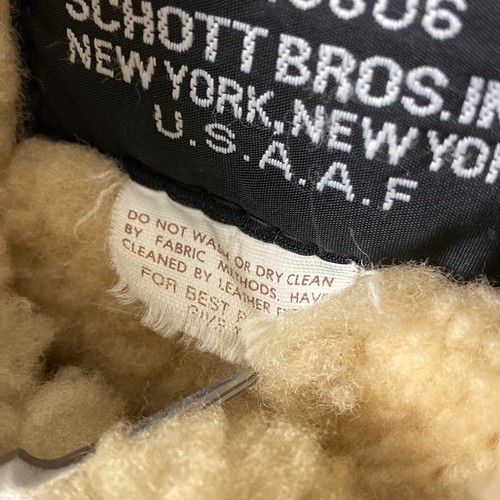 SCHOTT BROS. IN
NEW YORK, NEW YOR
U.S.A.A.F
DO NOT WASH OR DRY CLEAN
BY FABRIC METHODS. HAVE
CLEANED BY LEATHER
FOR BEST
GIVE